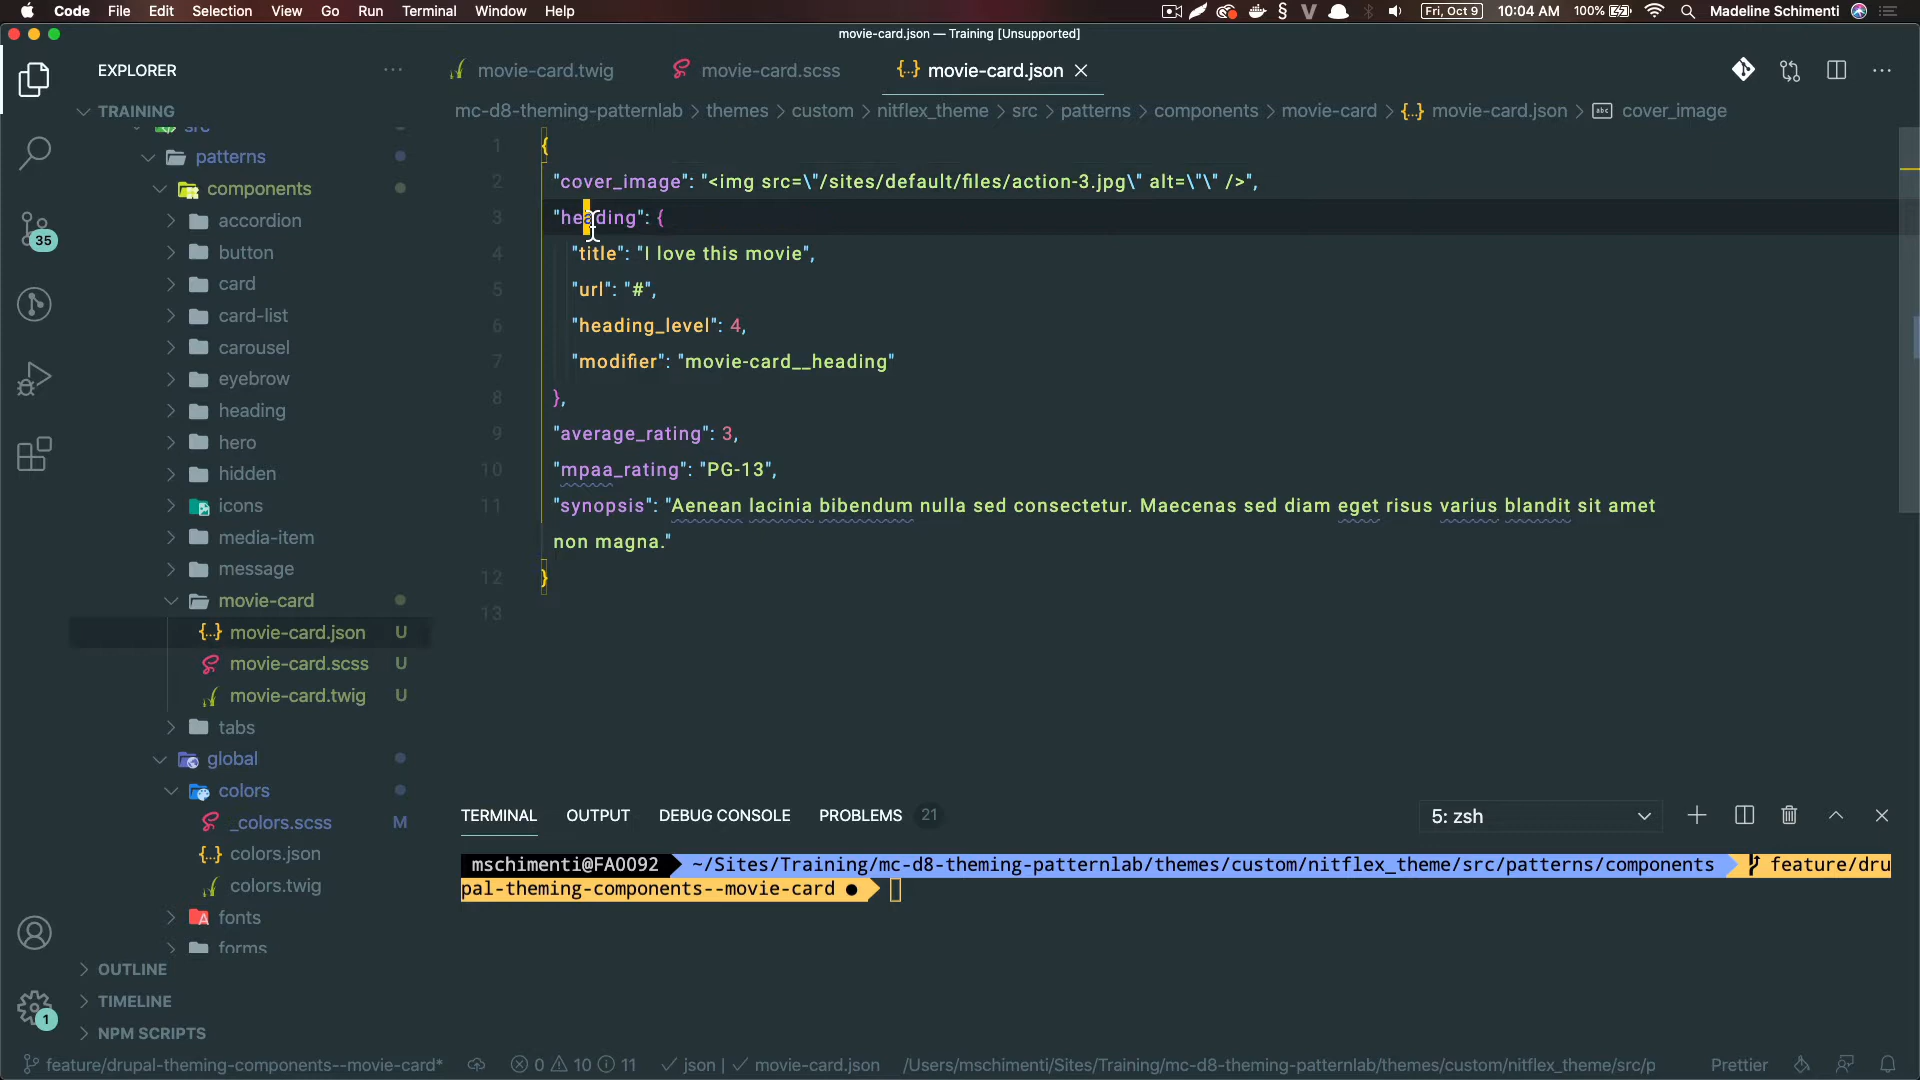 Code File Edit Selection View Go Run Terminal Window Help
Fri, Oct 9 10:04 AM 100% Madeline Schimenti
movie-card.json — Training [Unsupported]
EXPLORER
movie-card.twig movie-card.scss {..} movie-card.json
TRAINING
mc-d8-theming-patternlab > themes > custom > nitflex_theme > src > patterns > components > movie-card > {..} movie-card.json > abc cover_image
src
patterns
components
accordion
button
card
card-list
carousel
eyebrow
heading
hero
hidden
icons
media-item
message
movie-card
{..} movie-card.json U
movie-card.scss U
movie-card.twig U
tabs
global
colors
_colors.scss M
{..} colors.json
colors.twig
fonts
forms
OUTLINE
TIMELINE
NPM SCRIPTS
35
1
1 {
2 "cover_image": "<img src=\"/sites/default/files/action-3.jpg\" alt=\"\" />",
3 "heading": {
4 "title": "I love this movie",
5 "url": "#",
6 "heading_level": 4,
7 "modifier": "movie-card__heading"
8 },
9 "average_rating": 3,
10 "mpaa_rating": "PG-13",
11 "synopsis": "Aenean lacinia bibendum nulla sed consectetur. Maecenas sed diam eget risus varius blandit sit amet
non magna."
12 }
13
TERMINAL OUTPUT DEBUG CONSOLE PROBLEMS 21 5: zsh
mschimenti@FA0092 ~/Sites/Training/mc-d8-theming-patternlab/themes/custom/nitflex_theme/src/patterns/components feature/dru
pal-theming-components--movie-card ●
feature/drupal-theming-components--movie-card* 0 10 11 ✓ json | ✓ movie-card.json /Users/mschimenti/Sites/Training/mc-d8-theming-patternlab/themes/custom/nitflex_theme/src/p Prettier